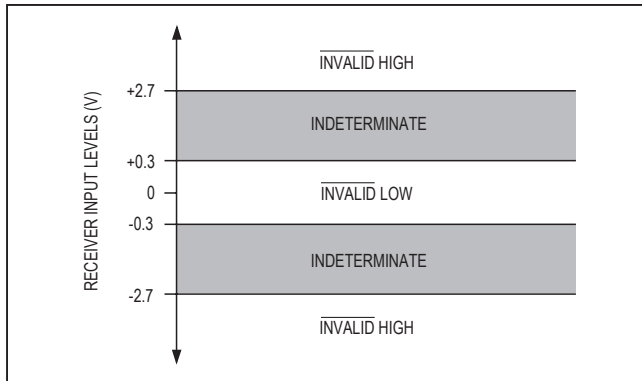 INVALID HIGH
+2.7
INDETERMINATE
+0.3
0
INVALID LOW
-0.3
INDETERMINATE
-2.7
INVALID HIGH
RECEIVER INPUT LEVELS (V)